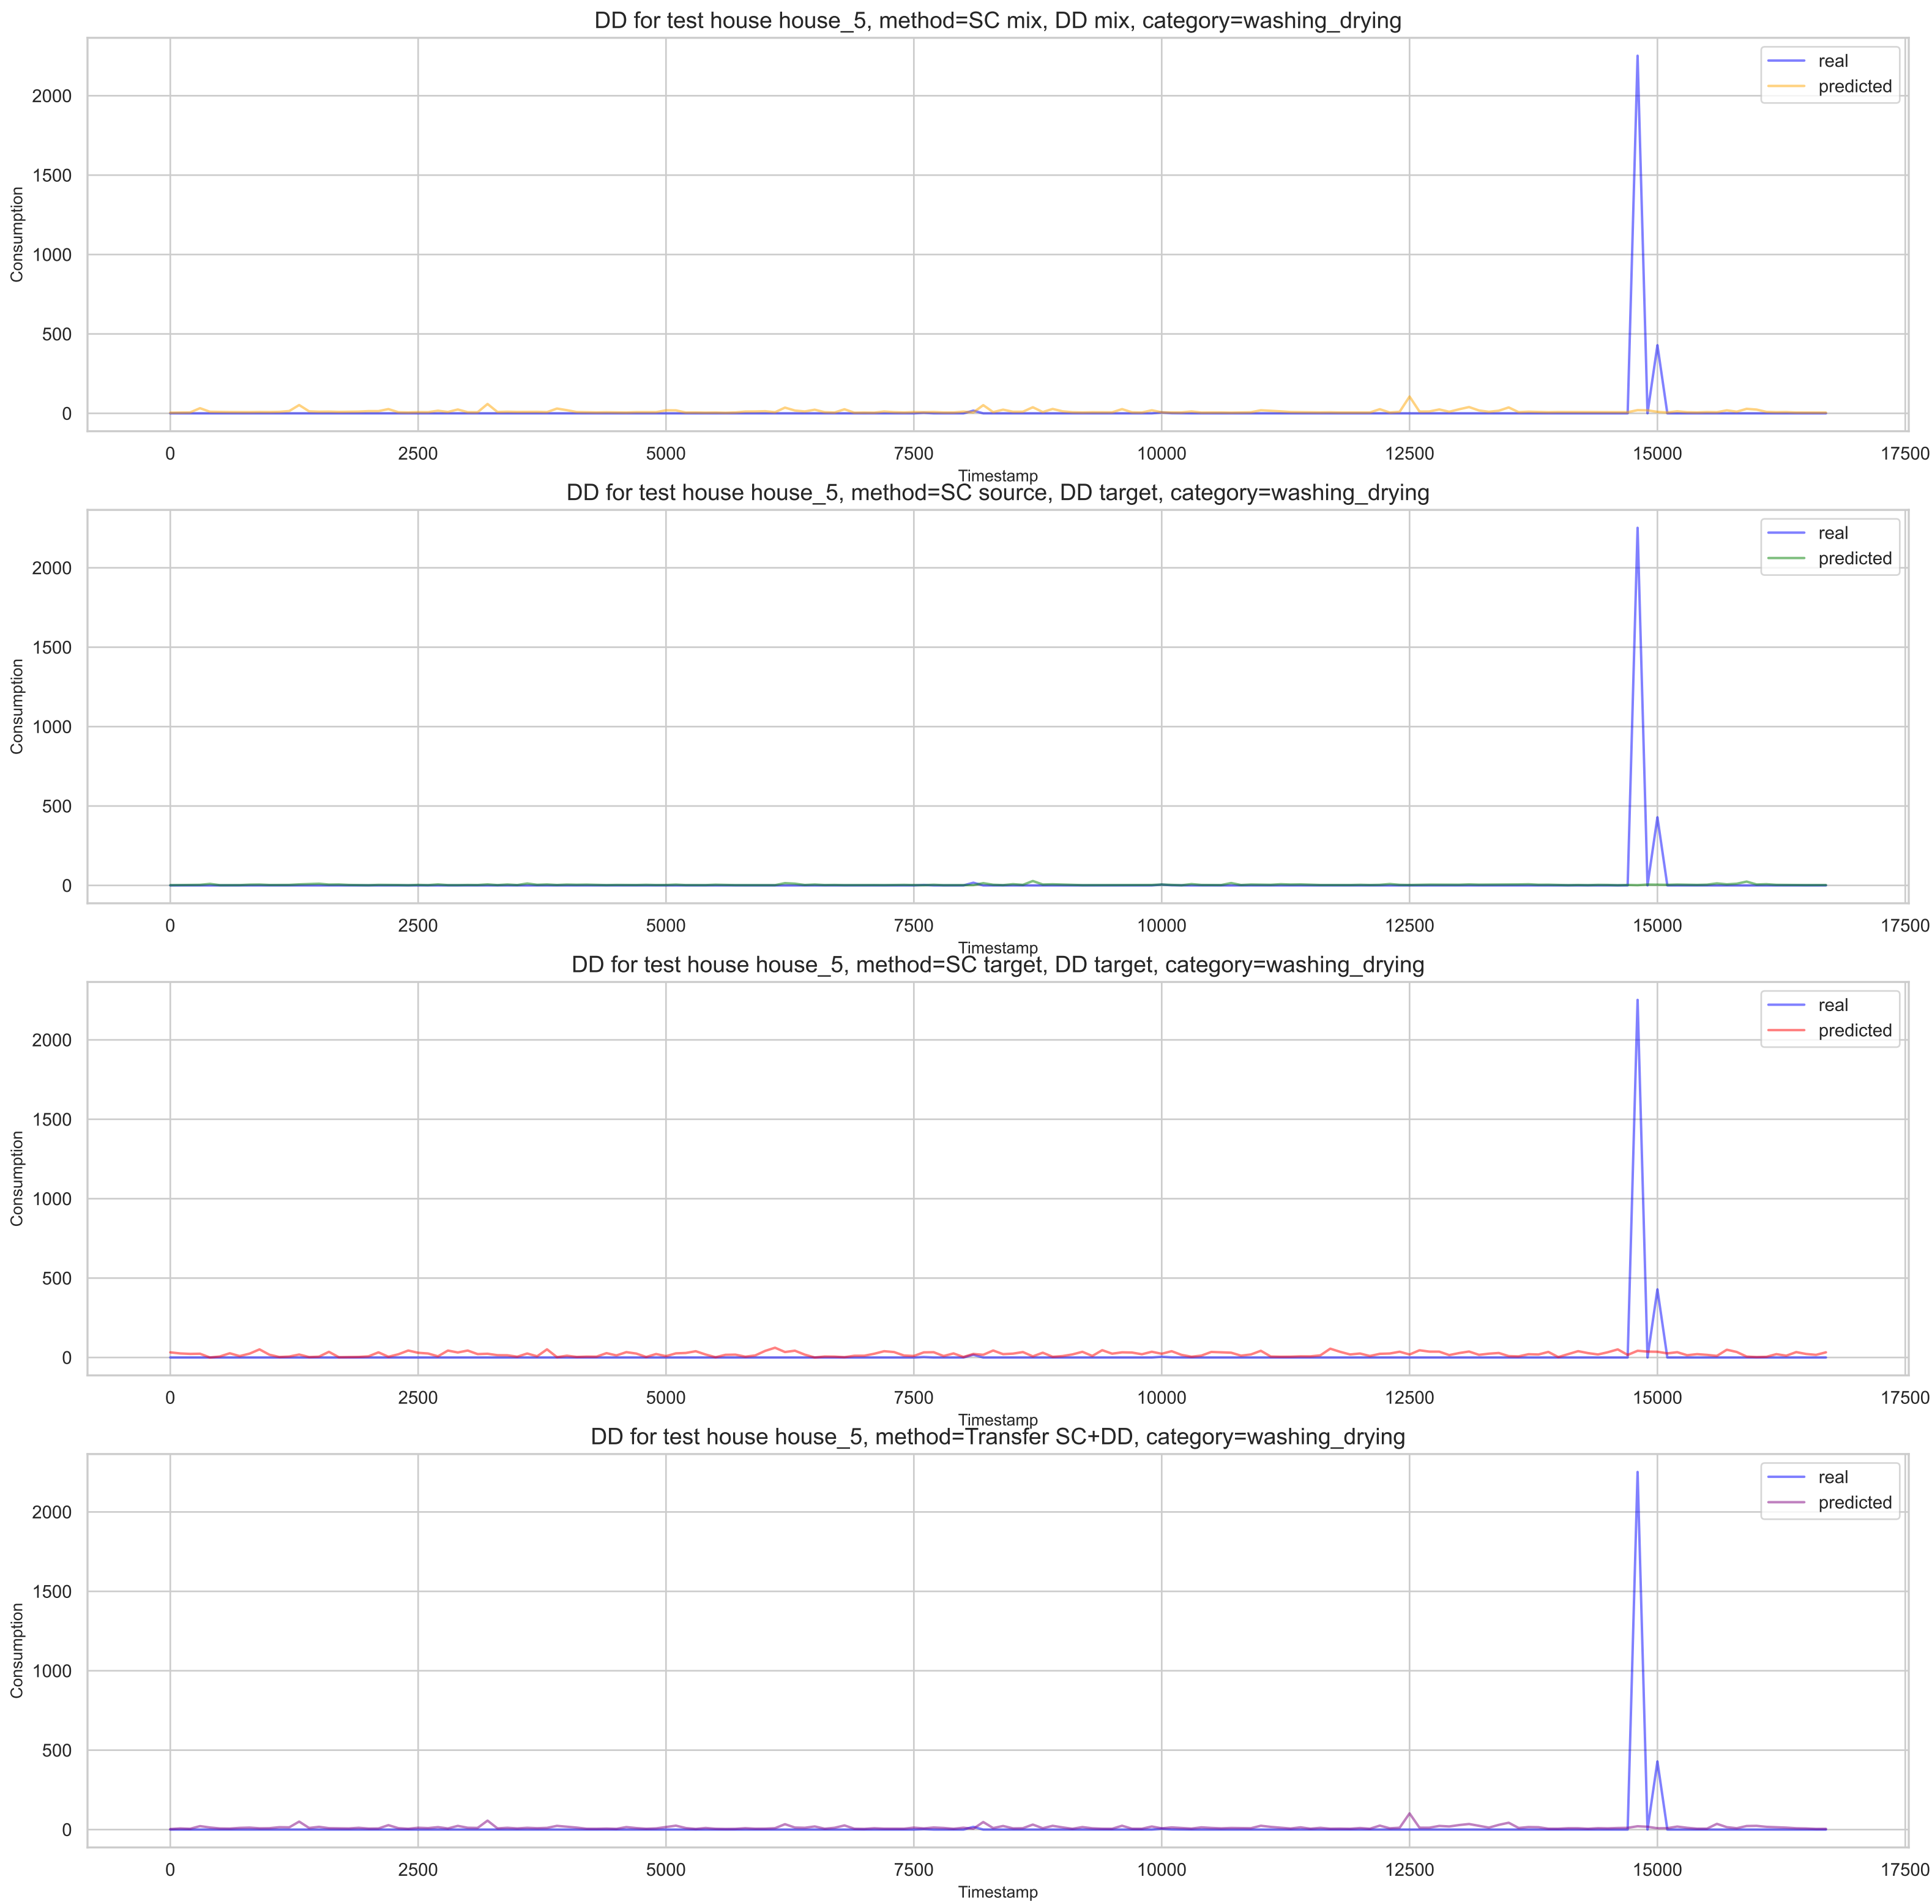 DD for test house house_5, method=SC mix, DD mix, category=washing_drying
real
predicted
2000
1500
1000
500
0
Consumption
0 2500 5000 7500 10000 12500 15000 17500
Timestamp
DD for test house house_5, method=SC source, DD target, category=washing_drying
real
predicted
2000
1500
1000
500
0
Consumption
0 2500 5000 7500 10000 12500 15000 17500
Timestamp
DD for test house house_5, method=SC target, DD target, category=washing_drying
real
predicted
2000
1500
1000
500
0
Consumption
0 2500 5000 7500 10000 12500 15000 17500
Timestamp
DD for test house house_5, method=Transfer SC+DD, category=washing_drying
real
predicted
2000
1500
1000
500
0
Consumption
0 2500 5000 7500 10000 12500 15000 17500
Timestamp